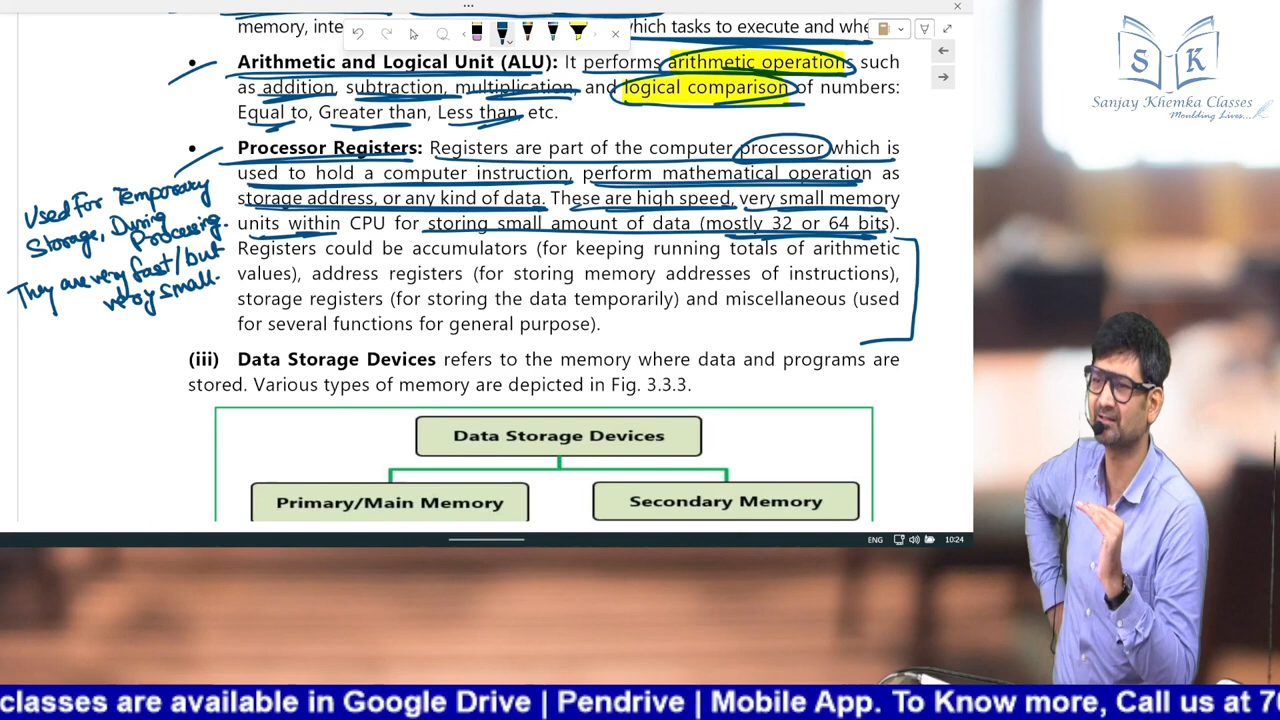 memory, inte
which tasks to execute and whe
• Arithmetic and Logical Unit (ALU): It performs arithmetic operations such
as addition, subtraction, multiplication, and logical comparison of numbers:
Equal to, Greater than, Less than, etc.
• Processor Registers: Registers are part of the computer processor which is
used to hold a computer instruction, perform mathematical operation as
storage address, or any kind of data. These are high speed, very small memory
units within CPU for storing small amount of data (mostly 32 or 64 bits).
Registers could be accumulators (for keeping running totals of arithmetic
values), address registers (for storing memory addresses of instructions),
storage registers (for storing the data temporarily) and miscellaneous (used
for several functions for general purpose).
Used For Temporary
Storage, During
Processing.
They are very fast/but
very small.
(iii) Data Storage Devices refers to the memory where data and programs are
stored. Various types of memory are depicted in Fig. 3.3.3.
Data Storage Devices
Primary/Main Memory
Secondary Memory
ENG
10:24
S K
Sanjay Khemka Classes
Moulding Lives...
classes are available in Google Drive | Pendrive | Mobile App. To Know more, Call us at 7